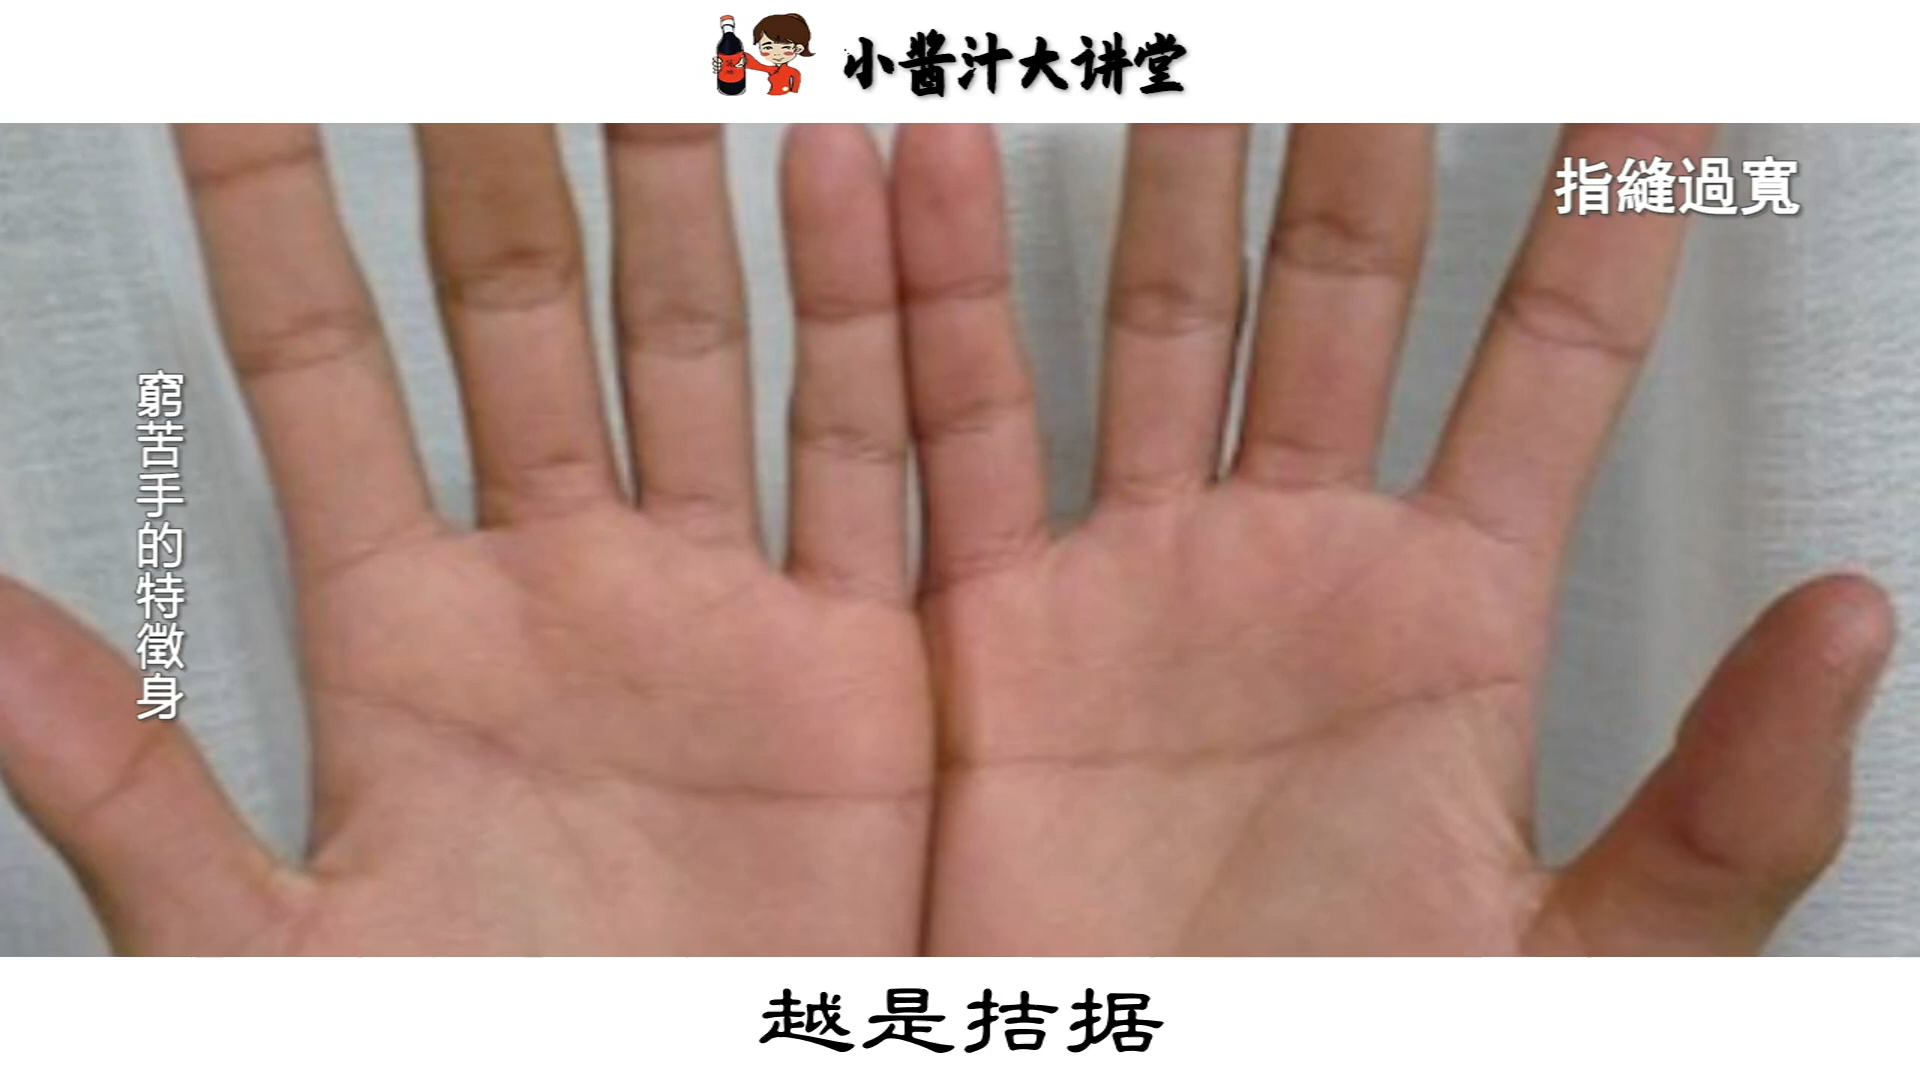 小酱汁大讲堂
指縫過寬
窮苦手的特徵身
越是拮据